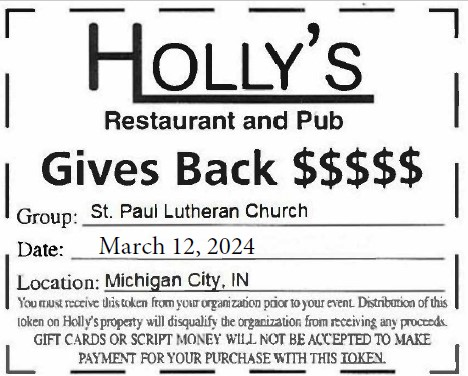 HOLLY'S
Restaurant and Pub
Gives Back $$$$$
Group: St. Paul Lutheran Church
Date: March 12, 2024
Location: Michigan City, IN
You must receive this token from your organization prior to your event. Distribution of this
token on Holly's property will disqualify the organization from receiving any proceeds.
GIFT CARDS OR SCRIPT MONEY WILL NOT BE ACCEPTED TO MAKE
PAYMENT FOR YOUR PURCHASE WITH THIS TOKEN.